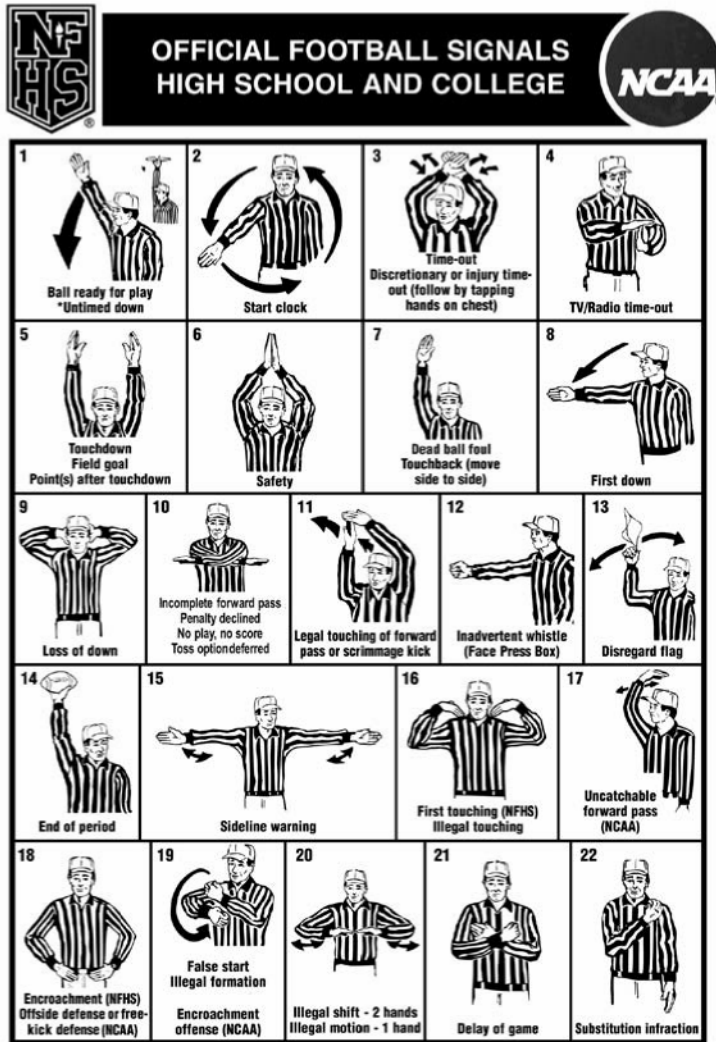 NF
HS
®
OFFICIAL FOOTBALL SIGNALS
HIGH SCHOOL AND COLLEGE
NCAA
1
Ball ready for play
*Untimed down
2
Start clock
3
Time-out
Discretionary or injury time-
out (follow by tapping
hands on chest)
4
TV/Radio time-out
5
Touchdown
Field goal
Point(s) after touchdown
6
Safety
7
Dead ball foul
Touchback (move
side to side)
8
First down
9
Loss of down
10
Incomplete forward pass
Penalty declined
No play, no score
Toss option deferred
11
Legal touching of forward
pass or scrimmage kick
12
Inadvertent whistle
(Face Press Box)
13
Disregard flag
14
End of period
15
Sideline warning
16
First touching (NFHS)
Illegal touching
17
Uncatchable
forward pass
(NCAA)
18
Encroachment (NFHS)
Offside defense or free-
kick defense (NCAA)
19
False start
Illegal formation
Encroachment
offense (NCAA)
20
Illegal shift - 2 hands
Illegal motion - 1 hand
21
Delay of game
22
Substitution infraction